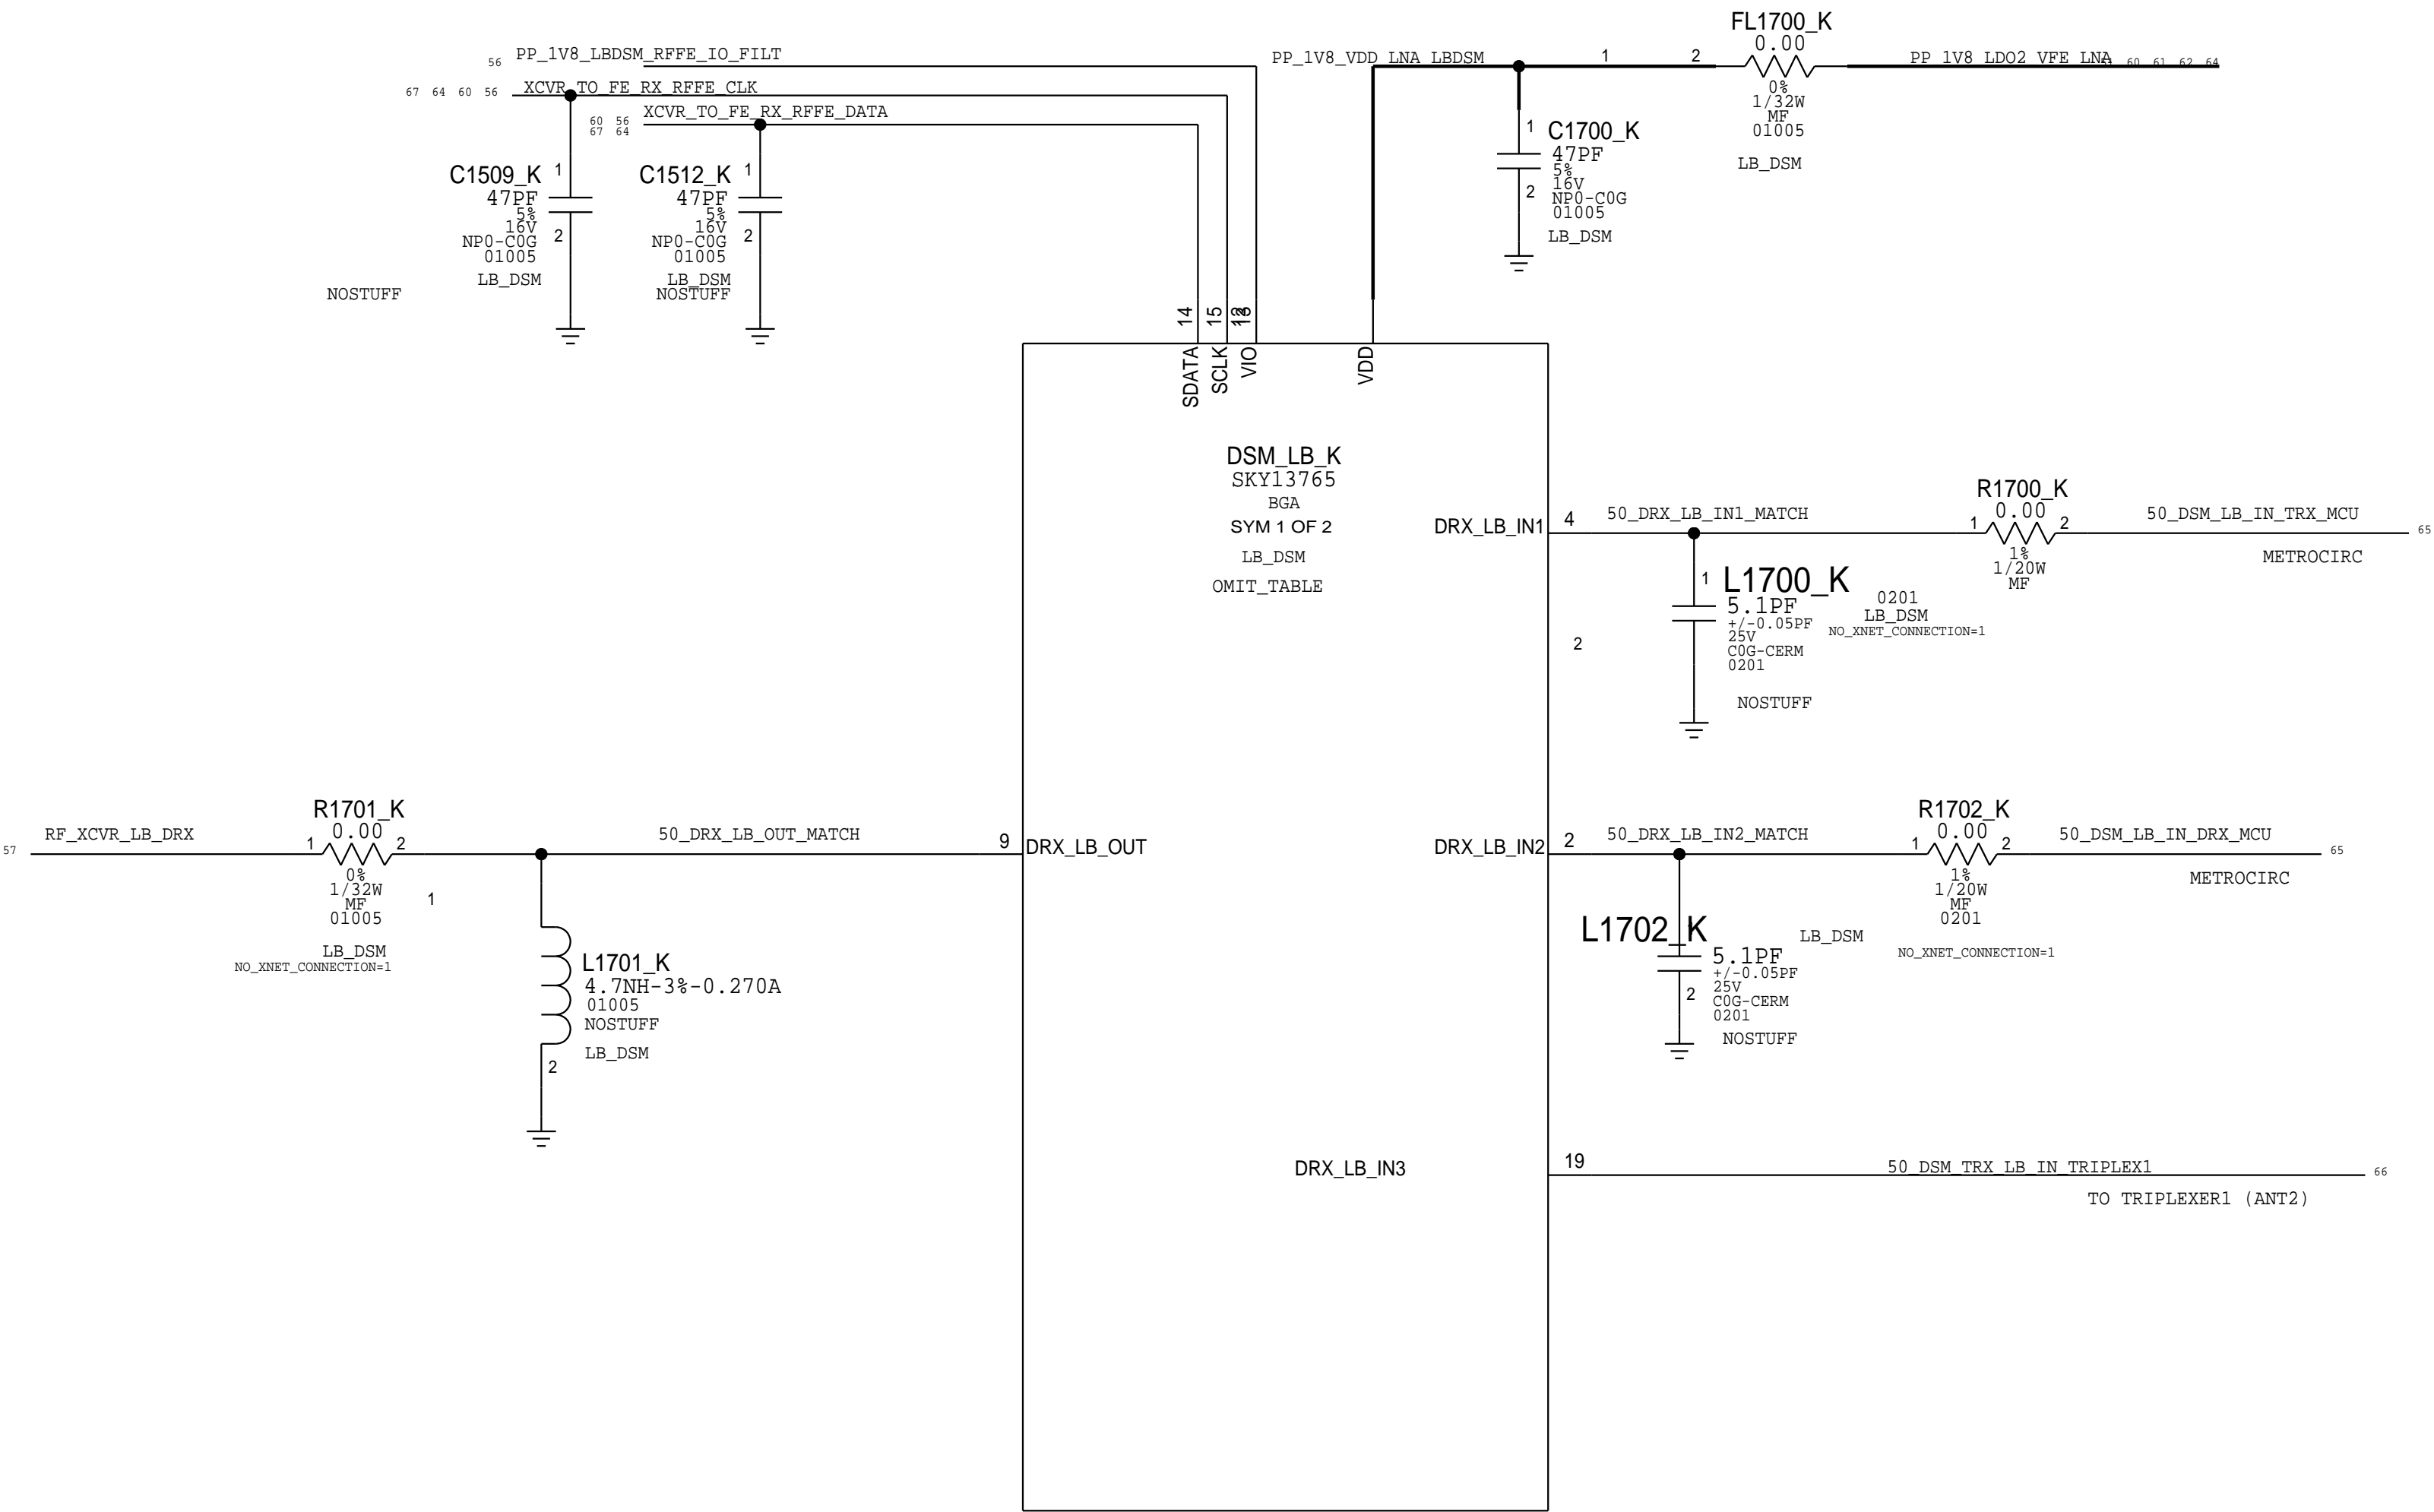 FL1700_K
0.00
PP_1V8_LBDSM_RFFE_IO_FILT
56
PP_1V8_VDD_LNA_LBDSM
1
2
PP_1V8_LDO2_VFE_LNA
60 61 62 64
0%
1/32W
MF
01005
LB_DSM
67 64 60 56
XCVR_TO_FE_RX_RFFE_CLK
60 56
67 64
XCVR_TO_FE_RX_RFFE_DATA
C1509_K
47PF
5%
16V
NP0-C0G
01005
LB_DSM
NOSTUFF
1
2
C1512_K
47PF
5%
16V
NP0-C0G
01005
LB_DSM
NOSTUFF
1
2
1
C1700_K
47PF
5%
16V
2
NP0-C0G
01005
LB_DSM
14
15
SDATA
SCLK
VIO
VDD
DSM_LB_K
SKY13765
BGA
SYM 1 OF 2
LB_DSM
OMIT_TABLE
DRX_LB_IN1
4
50_DRX_LB_IN1_MATCH
R1700_K
0.00
1
2
1%
1/20W
MF
50_DSM_LB_IN_TRX_MCU
65
METROCIRC
1
L1700_K
5.1PF
+/-0.05PF
25V
C0G-CERM
0201
NOSTUFF
0201
LB_DSM
NO_XNET_CONNECTION=1
2
57
RF_XCVR_LB_DRX
R1701_K
0.00
1
2
0%
1/32W
MF
01005
LB_DSM
NO_XNET_CONNECTION=1
50_DRX_LB_OUT_MATCH
9
DRX_LB_OUT
1
L1701_K
4.7NH-3%-0.270A
01005
NOSTUFF
LB_DSM
2
DRX_LB_IN2
2
50_DRX_LB_IN2_MATCH
R1702_K
0.00
1
2
1%
1/20W
MF
0201
50_DSM_LB_IN_DRX_MCU
65
METROCIRC
L1702_K
5.1PF
+/-0.05PF
25V
2
C0G-CERM
0201
NOSTUFF
LB_DSM
NO_XNET_CONNECTION=1
DRX_LB_IN3
19
50_DSM_TRX_LB_IN_TRIPLEX1
66
TO TRIPLEXER1 (ANT2)